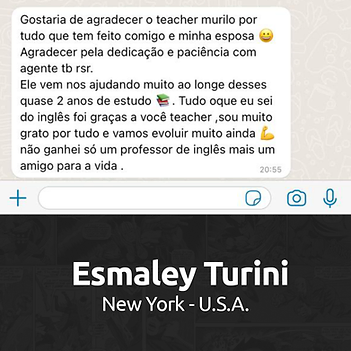 Gostaria de agradecer o teacher murilo por
tudo que tem feito comigo e minha esposa 😀
Agradecer pela dedicação e paciência com
agente tb rsr.
Ele vem nos ajudando muito ao longe desses
quase 2 anos de estudo 📚. Tudo oque eu sei
do inglês foi graças a você teacher ,sou muito
grato por tudo e vamos evoluir muito ainda 💪
não ganhei só um professor de inglês mais um
amigo para a vida .
20:55
Esmaley Turini
New York - U.S.A.